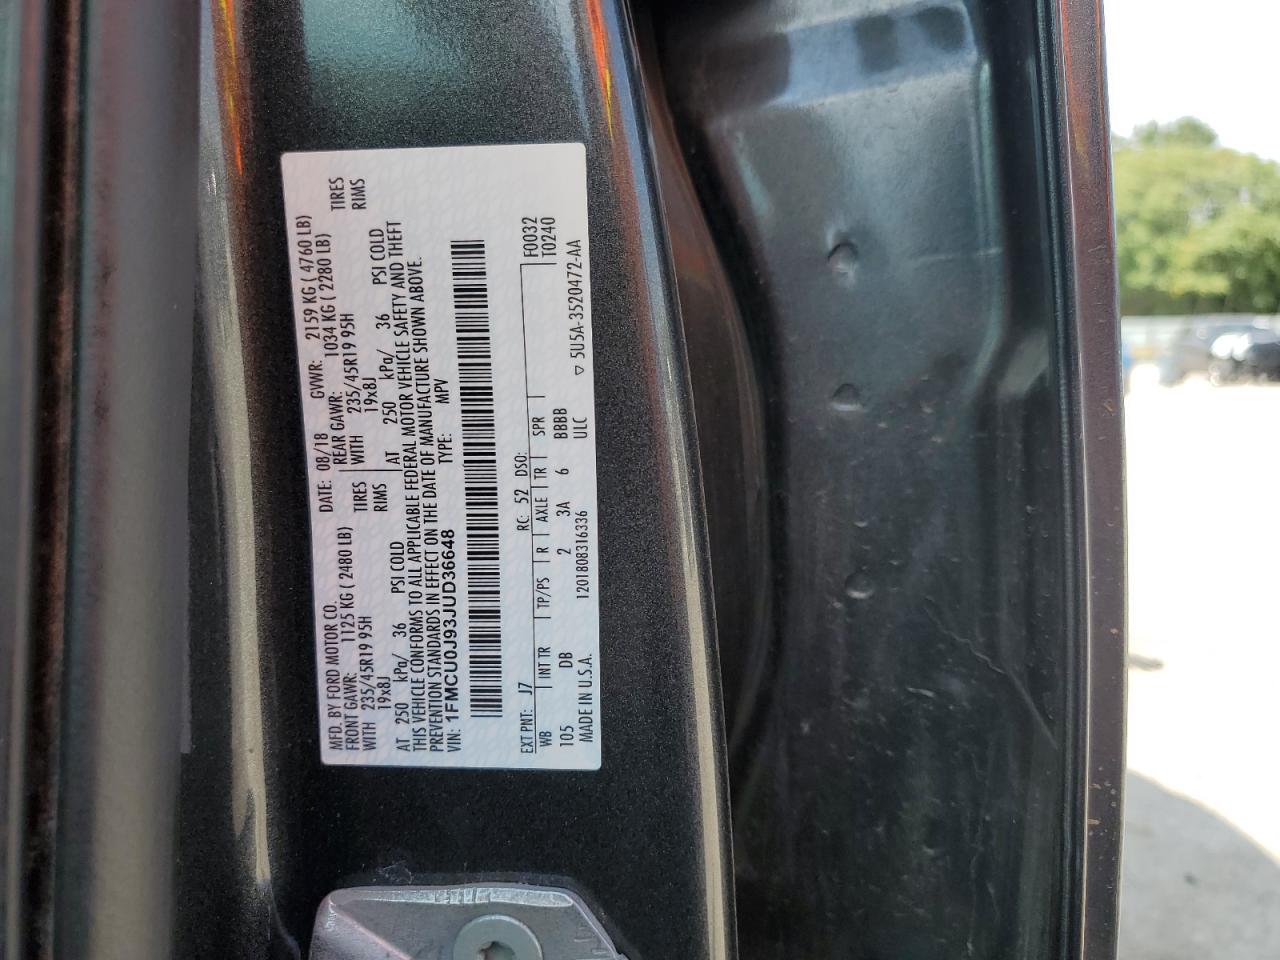 MFD. BY FORD MOTOR CO. DATE: 08/18 GVWR: 2159 KG ( 4760 LB)
FRONT GAWR: 1125 KG ( 2480 LB) REAR GAWR: 1034 KG ( 2280 LB)
WITH 235/45R19 95H TIRES WITH 235/45R19 95H TIRES
19x8J RIMS 19x8J RIMS
AT 250 kPa/ 36 PSI COLD AT 250 kPa/ 36 PSI COLD
THIS VEHICLE CONFORMS TO ALL APPLICABLE FEDERAL MOTOR VEHICLE SAFETY AND THEFT
PREVENTION STANDARDS IN EFFECT ON THE DATE OF MANUFACTURE SHOWN ABOVE.
VIN: 1FMCU0J93JUD36648 TYPE: MPV
EXT PNT: J7 RC: 52 DSO: F0032
WB INT TR TP/PS R AXLE TR SPR T0240
105 DB 2 3A 6 BBBB
MADE IN U.S.A. 1201808316336 ULC ▽ 5U5A-3520472-AA